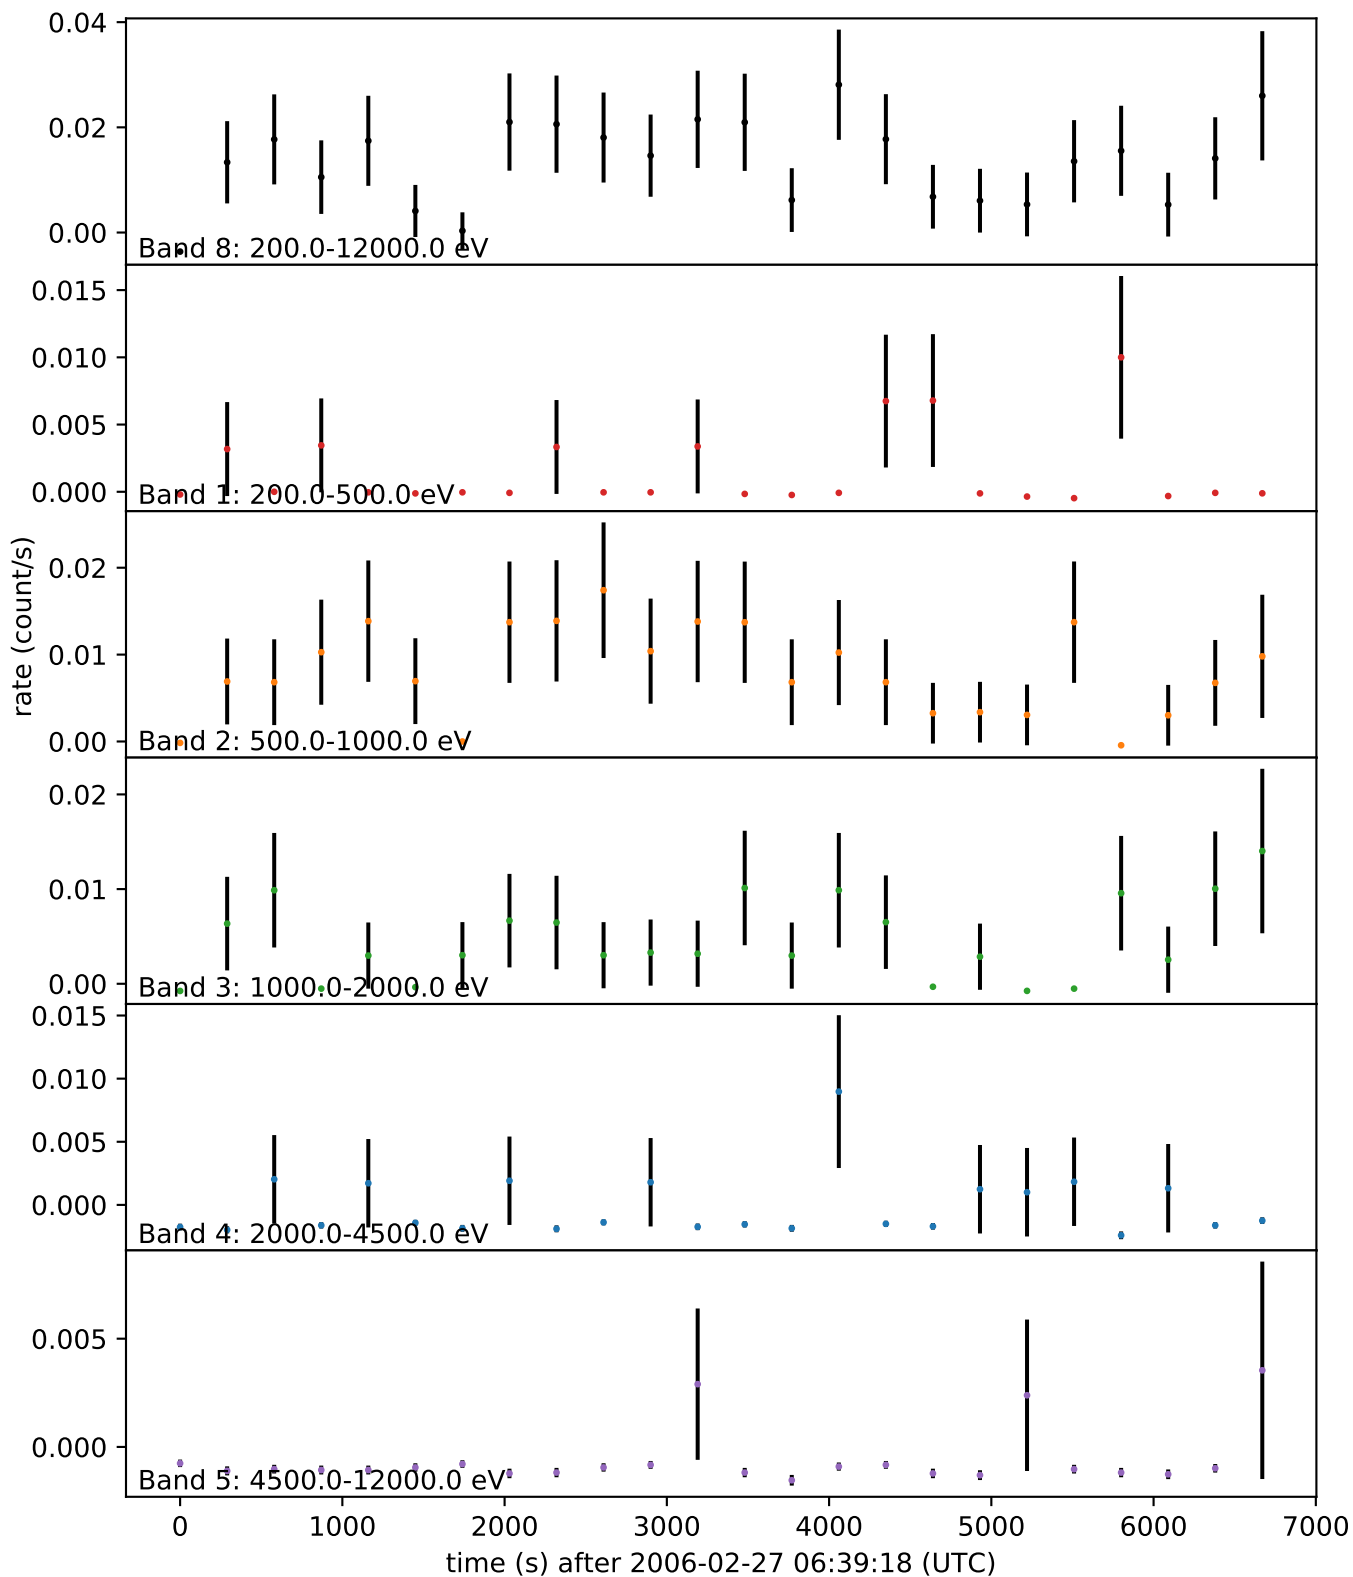 0.04
0.02
0.00
Band 8: 200.0-12000.0 eV
0.015
0.010
0.005
0.000
Band 1: 200.0-500.0 eV
rate (count/s)
0.02
0.01
0.00
Band 2: 500.0-1000.0 eV
0.02
0.01
0.00
Band 3: 1000.0-2000.0 eV
0.015
0.010
0.005
0.000
Band 4: 2000.0-4500.0 eV
0.005
0.000
Band 5: 4500.0-12000.0 eV
0 1000 2000 3000 4000 5000 6000 7000
time (s) after 2006-02-27 06:39:18 (UTC)